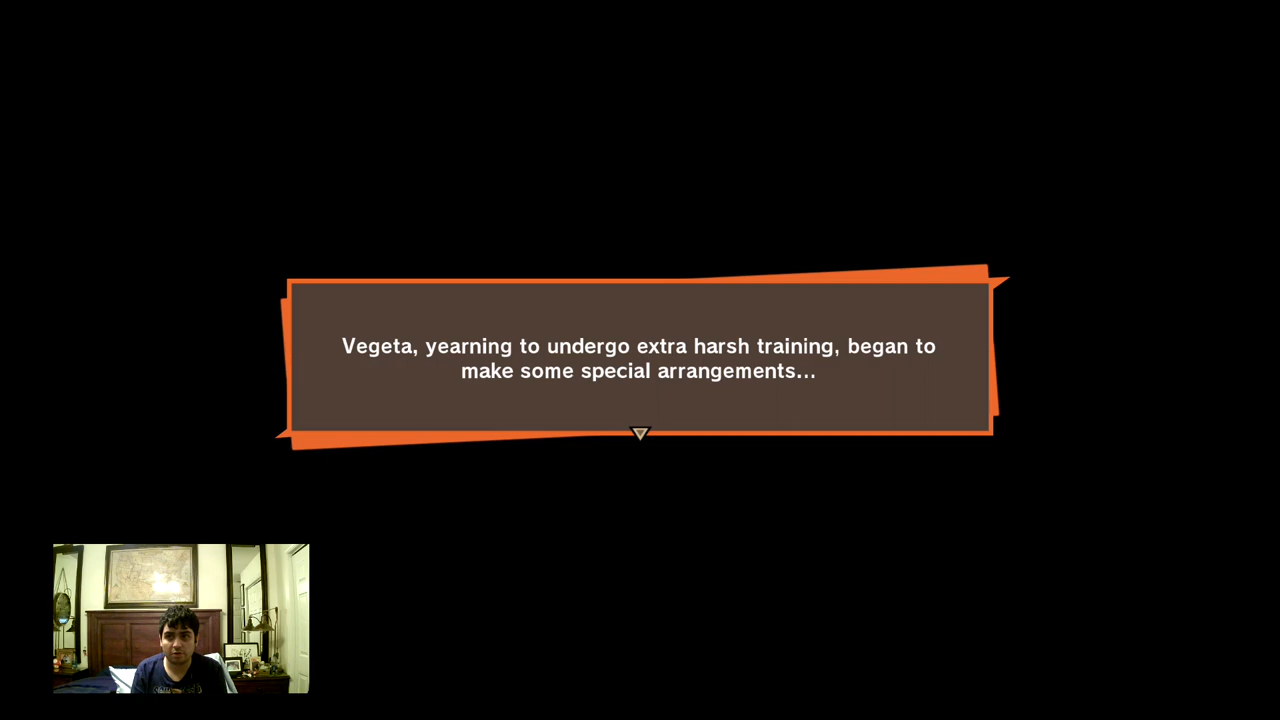 Vegeta, yearning to undergo extra harsh training, began to
make some special arrangements...